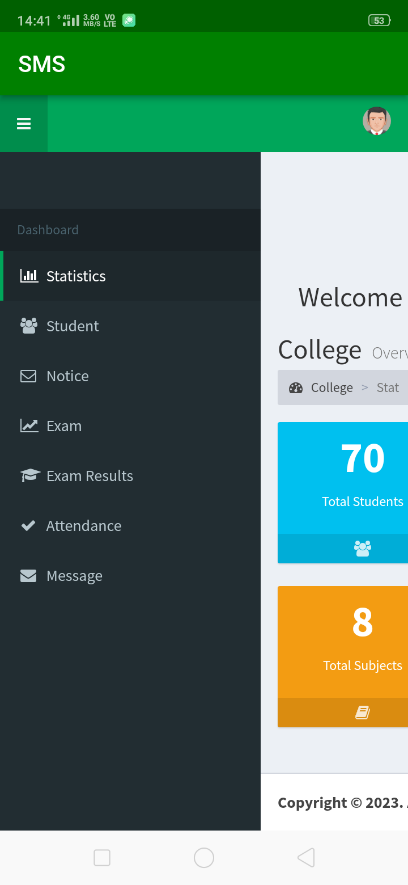 14:41 4G 3.60 MB/S VO LTE 53
SMS
Dashboard
Statistics
Student
Notice
Exam
Exam Results
Attendance
Message
Welcome
College Overv
College > Stat
70
Total Students
8
Total Subjects
Copyright © 2023.